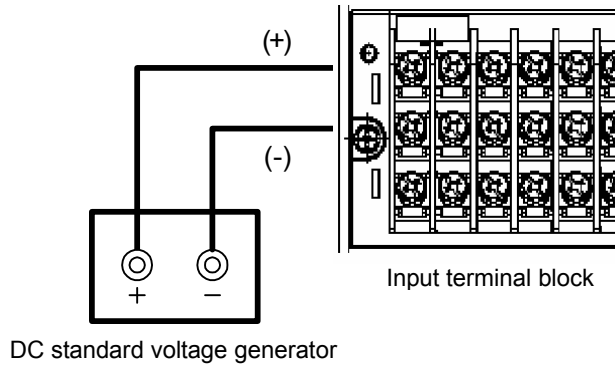 (+)
(-)
+ −
Input terminal block
DC standard voltage generator